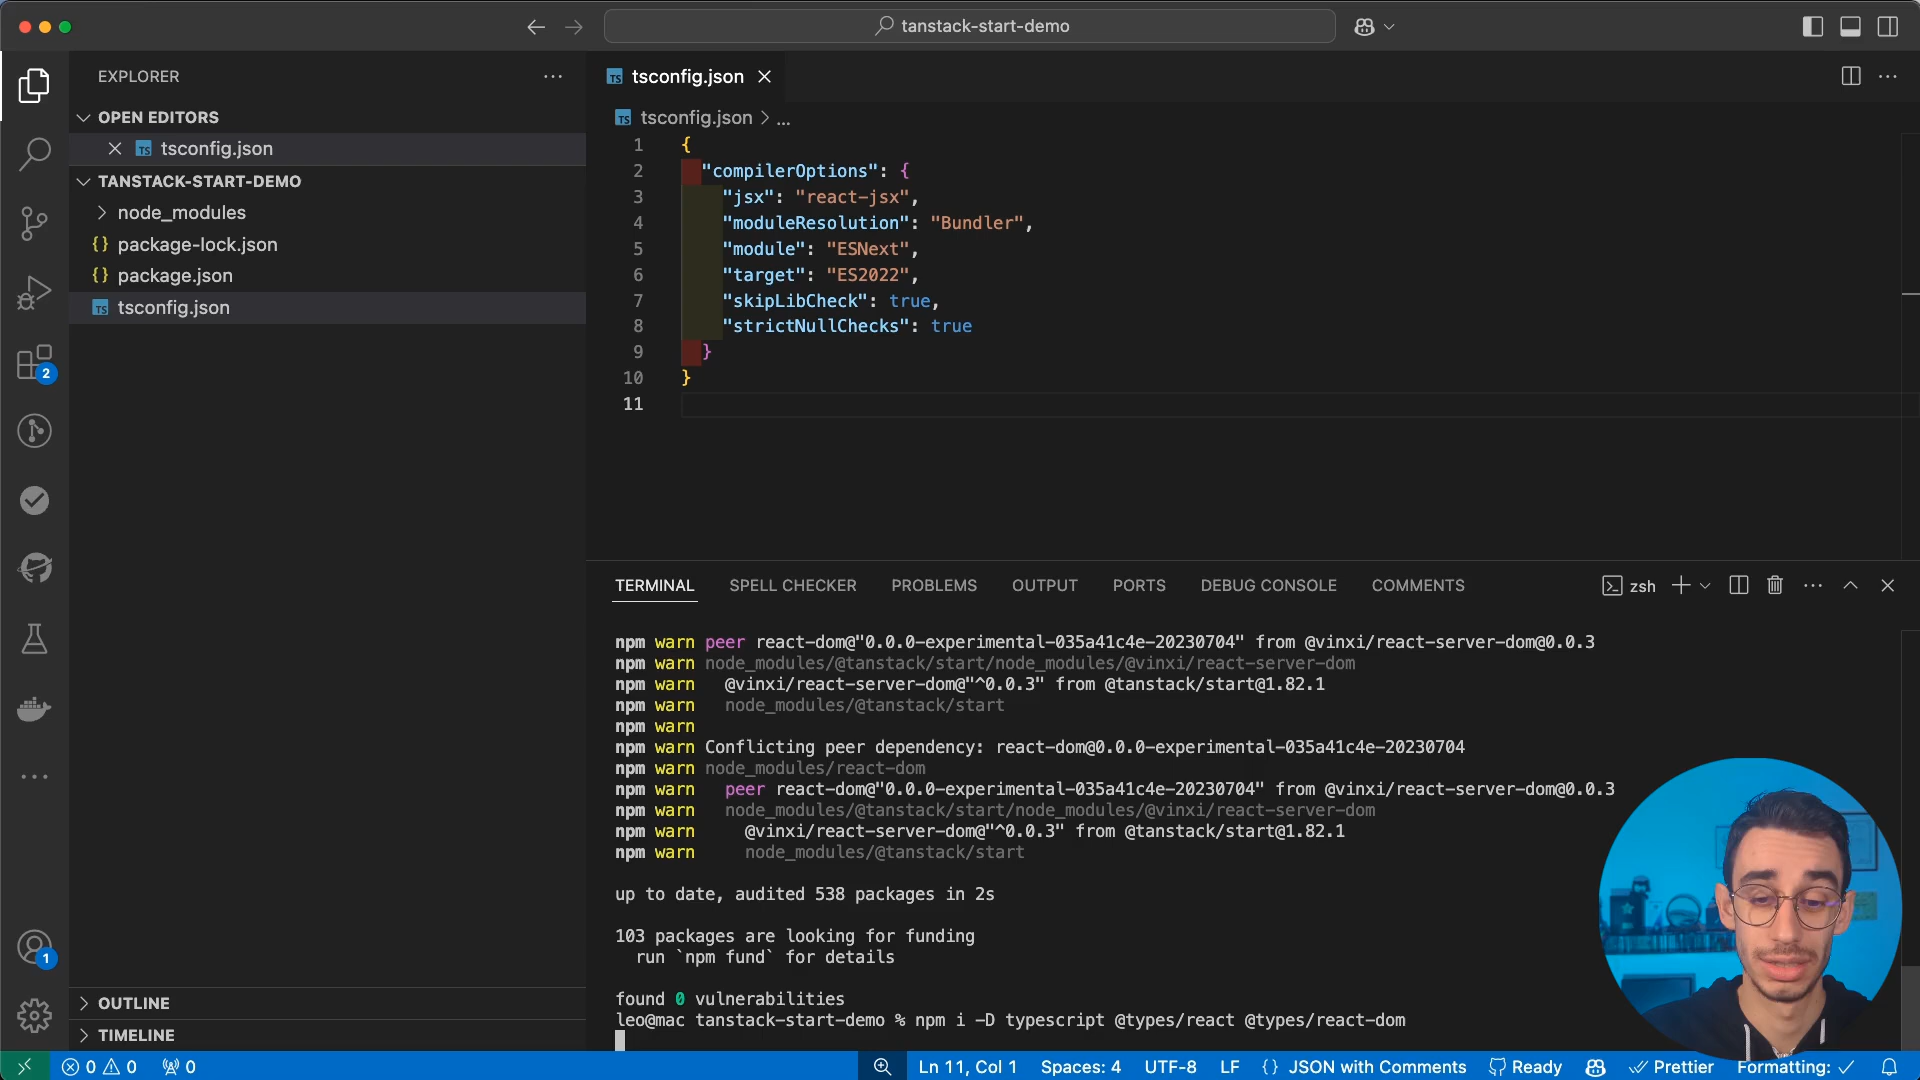 tanstack-start-demo
EXPLORER
OPEN EDITORS
TS tsconfig.json
TANSTACK-START-DEMO
node_modules
{} package-lock.json
{} package.json
TS tsconfig.json
2
1
OUTLINE
TIMELINE
TS tsconfig.json
TS tsconfig.json > ...
1 {
2 "compilerOptions": {
3 "jsx": "react-jsx",
4 "moduleResolution": "Bundler",
5 "module": "ESNext",
6 "target": "ES2022",
7 "skipLibCheck": true,
8 "strictNullChecks": true
9 }
10 }
11
TERMINAL SPELL CHECKER PROBLEMS OUTPUT PORTS DEBUG CONSOLE COMMENTS zsh
npm warn peer react-dom@"0.0.0-experimental-035a41c4e-20230704" from @vinxi/react-server-dom@0.0.3
npm warn node_modules/@tanstack/start/node_modules/@vinxi/react-server-dom
npm warn @vinxi/react-server-dom@"^0.0.3" from @tanstack/start@1.82.1
npm warn node_modules/@tanstack/start
npm warn
npm warn Conflicting peer dependency: react-dom@0.0.0-experimental-035a41c4e-20230704
npm warn node_modules/react-dom
npm warn peer react-dom@"0.0.0-experimental-035a41c4e-20230704" from @vinxi/react-server-dom@0.0.3
npm warn node_modules/@tanstack/start/node_modules/@vinxi/react-server-dom
npm warn @vinxi/react-server-dom@"^0.0.3" from @tanstack/start@1.82.1
npm warn node_modules/@tanstack/start
up to date, audited 538 packages in 2s
103 packages are looking for funding
run `npm fund` for details
found 0 vulnerabilities
leo@mac tanstack-start-demo % npm i -D typescript @types/react @types/react-dom
0 0 0 Ln 11, Col 1 Spaces: 4 UTF-8 LF {} JSON with Comments Ready Prettier Formatting: ✓